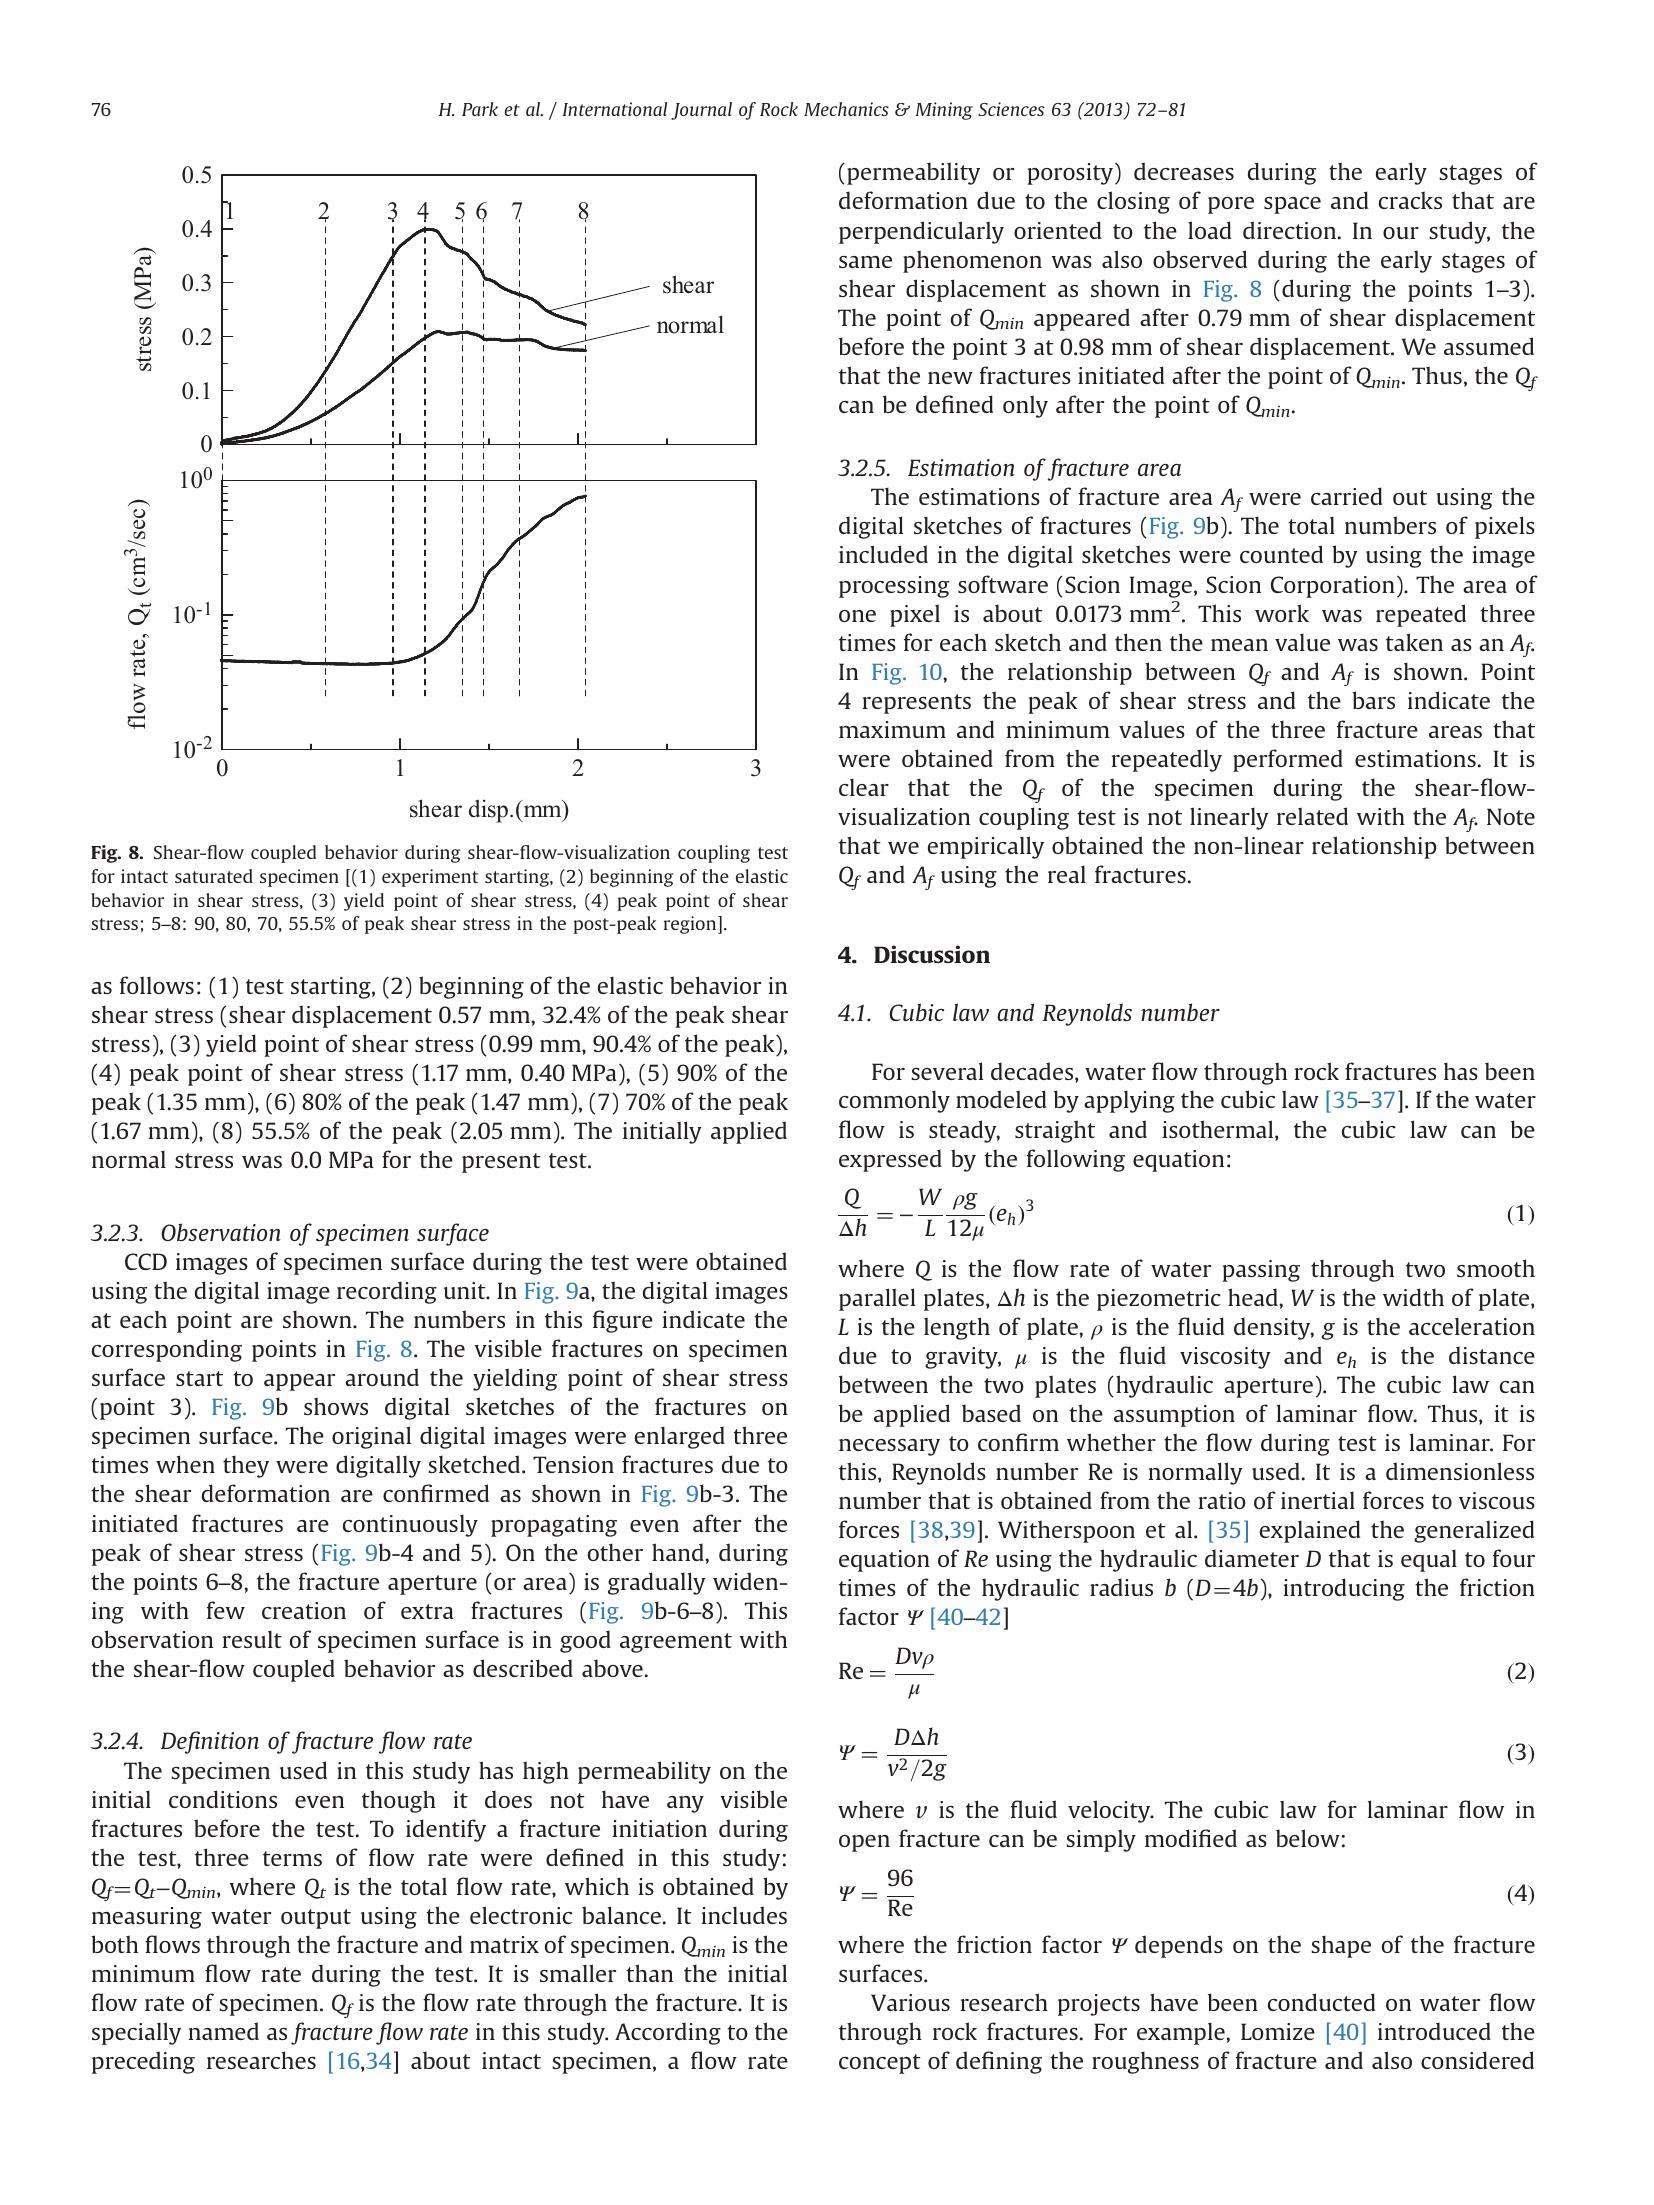 76
H. Park et al. / International Journal of Rock Mechanics & Mining Sciences 63 (2013) 72–81
0.5
0.4
0.3
0.2
0.1
0
stress (MPa)
1 2 3 4 5 6 7 8
shear
normal
10⁰
10⁻¹
10⁻²
flow rate, Qₜ (cm³/sec)
0 1 2 3
shear disp.(mm)
Fig. 8. Shear-flow coupled behavior during shear-flow-visualization coupling test
for intact saturated specimen [(1) experiment starting, (2) beginning of the elastic
behavior in shear stress, (3) yield point of shear stress, (4) peak point of shear
stress; 5–8: 90, 80, 70, 55.5% of peak shear stress in the post-peak region].
as follows: (1) test starting, (2) beginning of the elastic behavior in
shear stress (shear displacement 0.57 mm, 32.4% of the peak shear
stress), (3) yield point of shear stress (0.99 mm, 90.4% of the peak),
(4) peak point of shear stress (1.17 mm, 0.40 MPa), (5) 90% of the
peak (1.35 mm), (6) 80% of the peak (1.47 mm), (7) 70% of the peak
(1.67 mm), (8) 55.5% of the peak (2.05 mm). The initially applied
normal stress was 0.0 MPa for the present test.
3.2.3. Observation of specimen surface
CCD images of specimen surface during the test were obtained
using the digital image recording unit. In Fig. 9a, the digital images
at each point are shown. The numbers in this figure indicate the
corresponding points in Fig. 8. The visible fractures on specimen
surface start to appear around the yielding point of shear stress
(point 3). Fig. 9b shows digital sketches of the fractures on
specimen surface. The original digital images were enlarged three
times when they were digitally sketched. Tension fractures due to
the shear deformation are confirmed as shown in Fig. 9b-3. The
initiated fractures are continuously propagating even after the
peak of shear stress (Fig. 9b-4 and 5). On the other hand, during
the points 6–8, the fracture aperture (or area) is gradually widen-
ing with few creation of extra fractures (Fig. 9b-6–8). This
observation result of specimen surface is in good agreement with
the shear-flow coupled behavior as described above.
3.2.4. Definition of fracture flow rate
The specimen used in this study has high permeability on the
initial conditions even though it does not have any visible
fractures before the test. To identify a fracture initiation during
the test, three terms of flow rate were defined in this study:
Q_f=Q_t–Q_min, where Q_t is the total flow rate, which is obtained by
measuring water output using the electronic balance. It includes
both flows through the fracture and matrix of specimen. Q_min is the
minimum flow rate during the test. It is smaller than the initial
flow rate of specimen. Q_f is the flow rate through the fracture. It is
specially named as fracture flow rate in this study. According to the
preceding researches [16,34] about intact specimen, a flow rate
(permeability or porosity) decreases during the early stages of
deformation due to the closing of pore space and cracks that are
perpendicularly oriented to the load direction. In our study, the
same phenomenon was also observed during the early stages of
shear displacement as shown in Fig. 8 (during the points 1–3).
The point of Q_min appeared after 0.79 mm of shear displacement
before the point 3 at 0.98 mm of shear displacement. We assumed
that the new fractures initiated after the point of Q_min. Thus, the Q_f
can be defined only after the point of Q_min.
3.2.5. Estimation of fracture area
The estimations of fracture area A_f were carried out using the
digital sketches of fractures (Fig. 9b). The total numbers of pixels
included in the digital sketches were counted by using the image
processing software (Scion Image, Scion Corporation). The area of
one pixel is about 0.0173 mm². This work was repeated three
times for each sketch and then the mean value was taken as an A_f.
In Fig. 10, the relationship between Q_f and A_f is shown. Point
4 represents the peak of shear stress and the bars indicate the
maximum and minimum values of the three fracture areas that
were obtained from the repeatedly performed estimations. It is
clear that the Q_f of the specimen during the shear-flow-
visualization coupling test is not linearly related with the A_f. Note
that we empirically obtained the non-linear relationship between
Q_f and A_f using the real fractures.
4. Discussion
4.1. Cubic law and Reynolds number
For several decades, water flow through rock fractures has been
commonly modeled by applying the cubic law [35–37]. If the water
flow is steady, straight and isothermal, the cubic law can be
expressed by the following equation:
Q/Δh = −(W/L)(ρg/12μ)(e_h)³ (1)
where Q is the flow rate of water passing through two smooth
parallel plates, Δh is the piezometric head, W is the width of plate,
L is the length of plate, ρ is the fluid density, g is the acceleration
due to gravity, μ is the fluid viscosity and e_h is the distance
between the two plates (hydraulic aperture). The cubic law can
be applied based on the assumption of laminar flow. Thus, it is
necessary to confirm whether the flow during test is laminar. For
this, Reynolds number Re is normally used. It is a dimensionless
number that is obtained from the ratio of inertial forces to viscous
forces [38,39]. Witherspoon et al. [35] explained the generalized
equation of Re using the hydraulic diameter D that is equal to four
times of the hydraulic radius b (D=4b), introducing the friction
factor Ψ [40–42]
Re = Dvρ/μ (2)
Ψ = DΔh/(v²/2g) (3)
where v is the fluid velocity. The cubic law for laminar flow in
open fracture can be simply modified as below:
Ψ = 96/Re (4)
where the friction factor Ψ depends on the shape of the fracture
surfaces.
Various research projects have been conducted on water flow
through rock fractures. For example, Lomize [40] introduced the
concept of defining the roughness of fracture and also considered